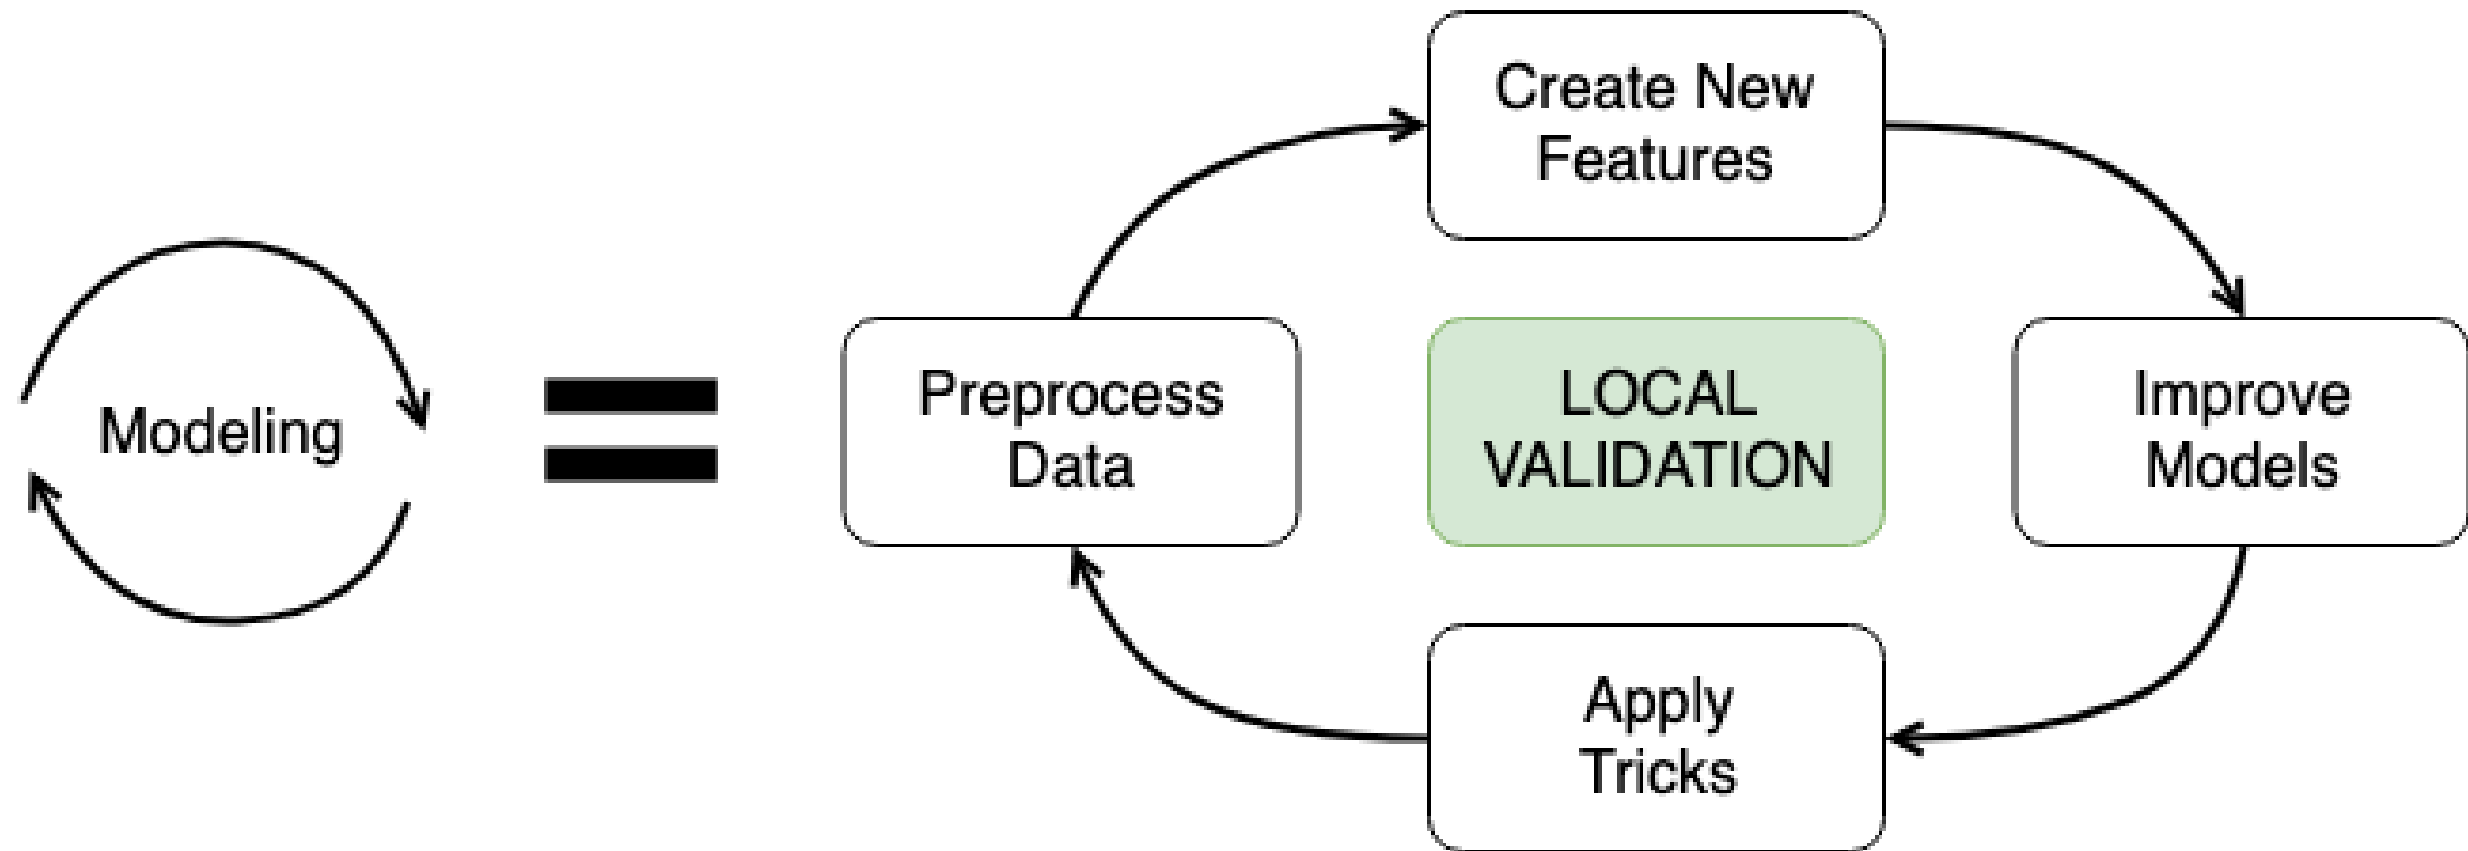 Modeling
Create New
Features
Preprocess
Data
LOCAL
VALIDATION
Improve
Models
Apply
Tricks